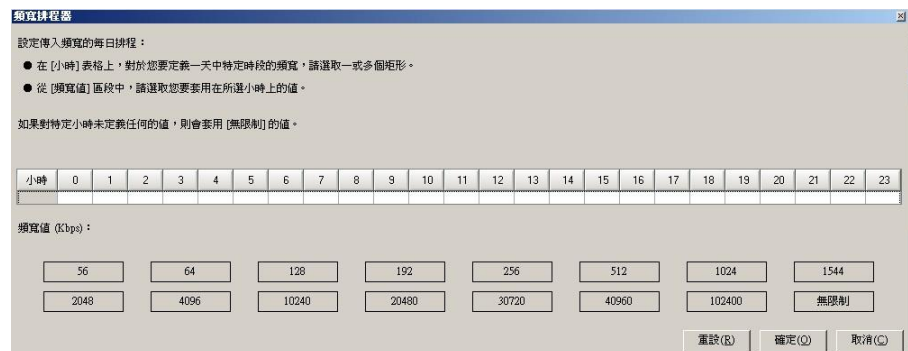 頻寬排程器
設定傳入頻寬的每日排程：
● 在 [小時] 表格上，對於您要定義一天中特定時段的頻寬，請選取一或多個矩形。
● 從 [頻寬值] 區段中，請選取您要套用在所選小時上的值。
如果對特定小時未定義任何的值，則會套用 [無限制] 的值。
小時 0 1 2 3 4 5 6 7 8 9 10 11 12 13 14 15 16 17 18 19 20 21 22 23
頻寬值 (Kbps)：
56 64 128 192 256 512 1024 1544
2048 4096 10240 20480 30720 40960 102400 無限制
重設(R) 確定(O) 取消(C)